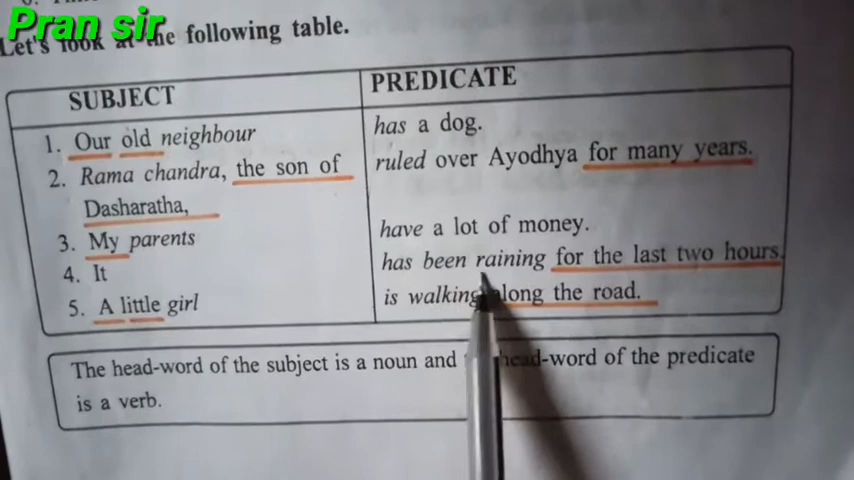 Pran sir
Let's look at the following table.
SUBJECT
PREDICATE
1. Our old neighbour
has a dog.
2. Rama chandra, the son of
Dasharatha,
ruled over Ayodhya for many years.
3. My parents
have a lot of money.
4. It
has been raining for the last two hours.
5. A little girl
is walking along the road.
The head-word of the subject is a noun and head-word of the predicate
is a verb.